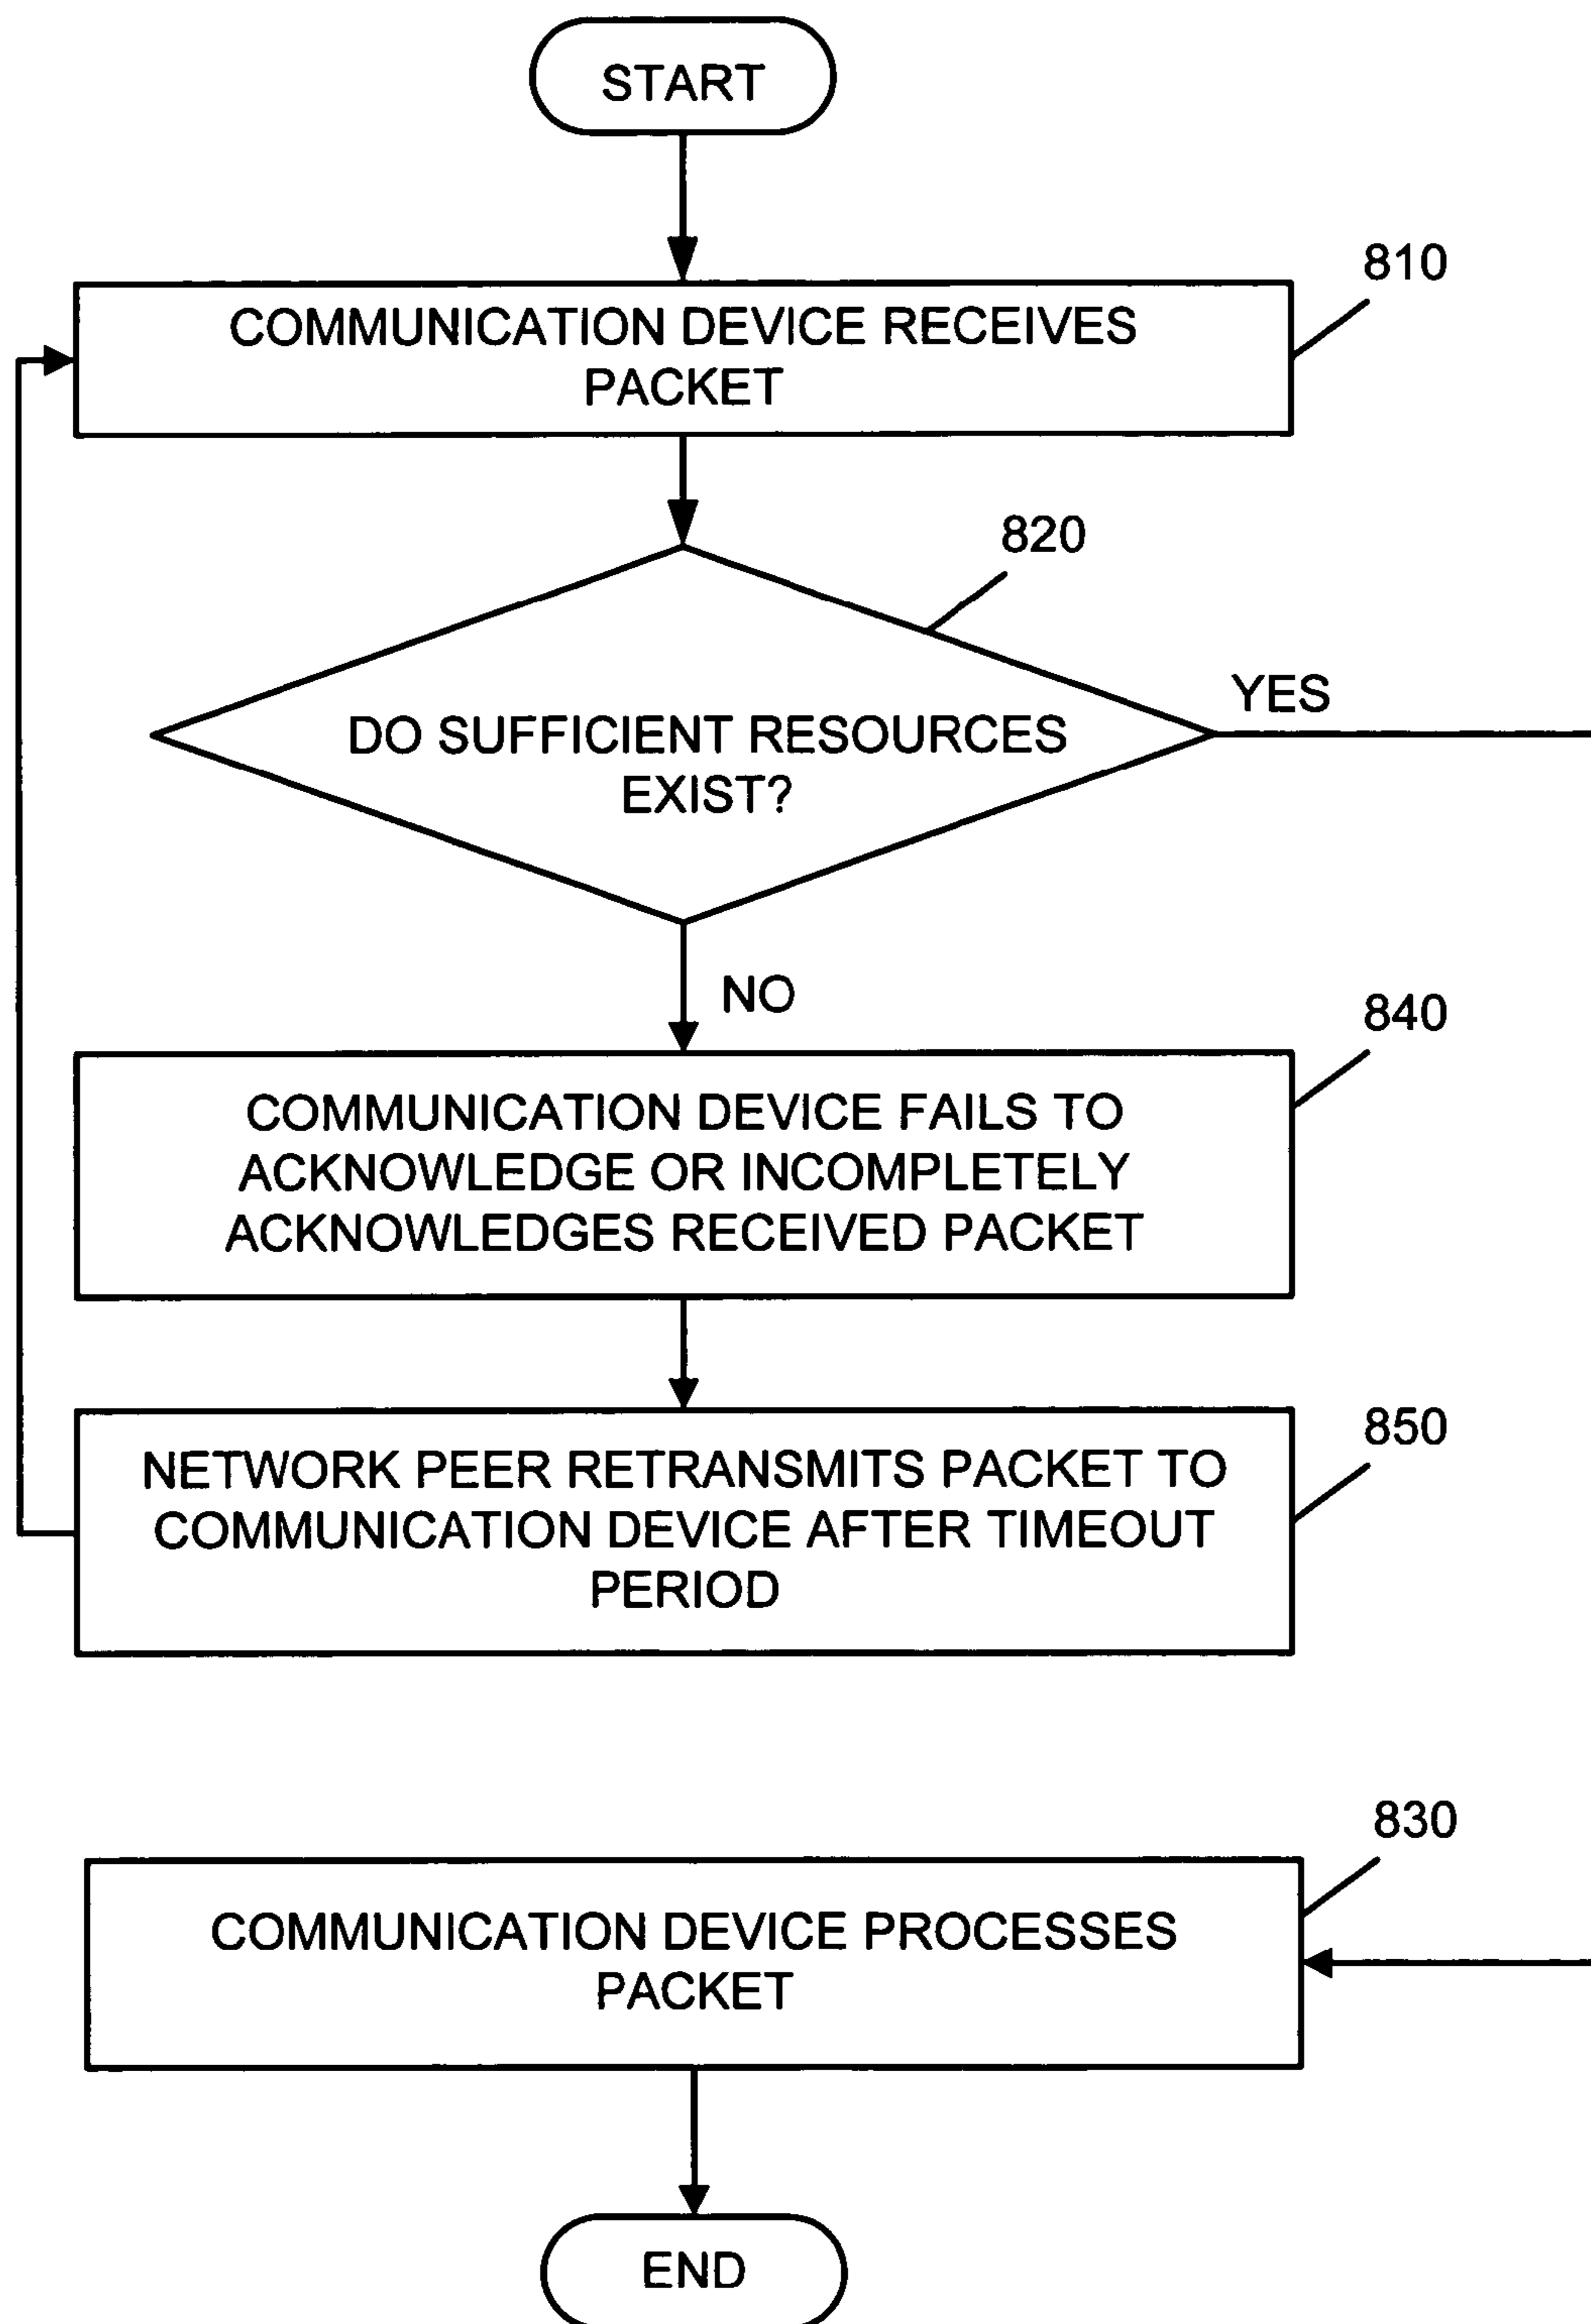 START
810
COMMUNICATION DEVICE RECEIVES
PACKET
820
YES
DO SUFFICIENT RESOURCES
EXIST?
NO
840
COMMUNICATION DEVICE FAILS TO
ACKNOWLEDGE OR INCOMPLETELY
ACKNOWLEDGES RECEIVED PACKET
850
NETWORK PEER RETRANSMITS PACKET TO
COMMUNICATION DEVICE AFTER TIMEOUT
PERIOD
830
COMMUNICATION DEVICE PROCESSES
PACKET
END